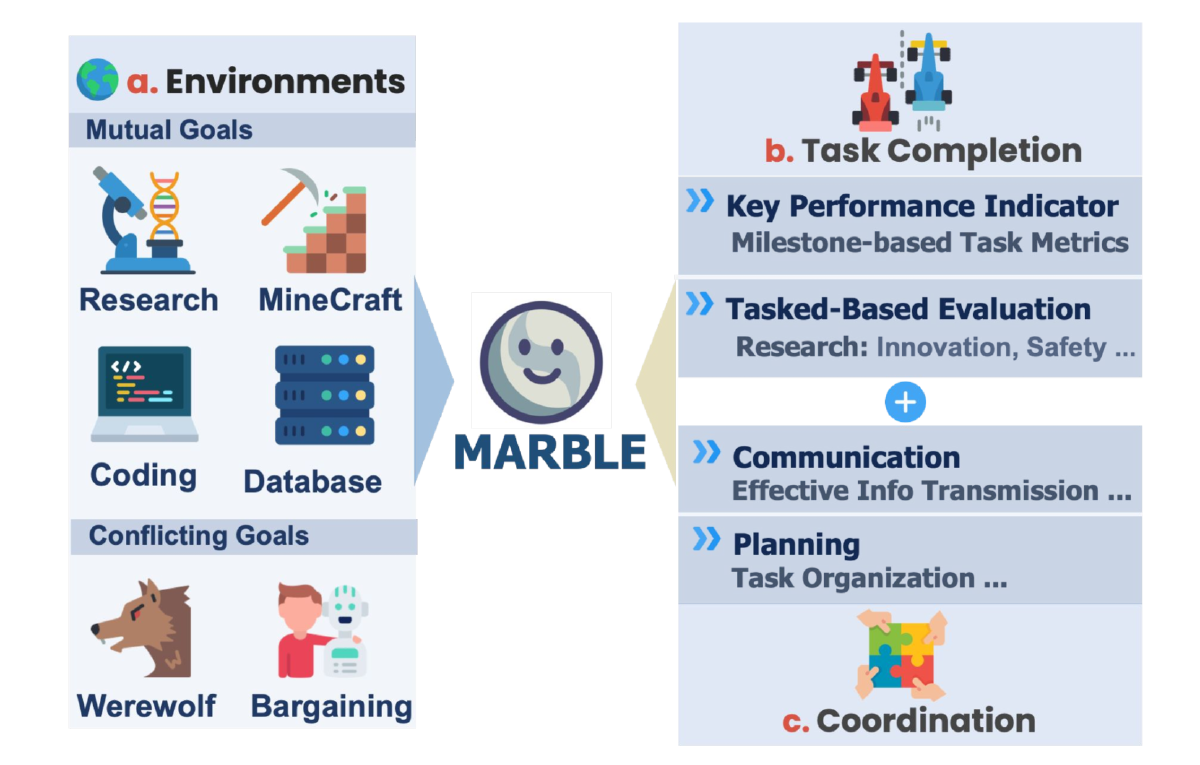 a. Environments
Mutual Goals
Research
MineCraft
</>
Coding
Database
Conflicting Goals
Werewolf
Bargaining
MARBLE
b. Task Completion
Key Performance Indicator
Milestone-based Task Metrics
Tasked-Based Evaluation
Research: Innovation, Safety ...
+
Communication
Effective Info Transmission ...
Planning
Task Organization ...
c. Coordination